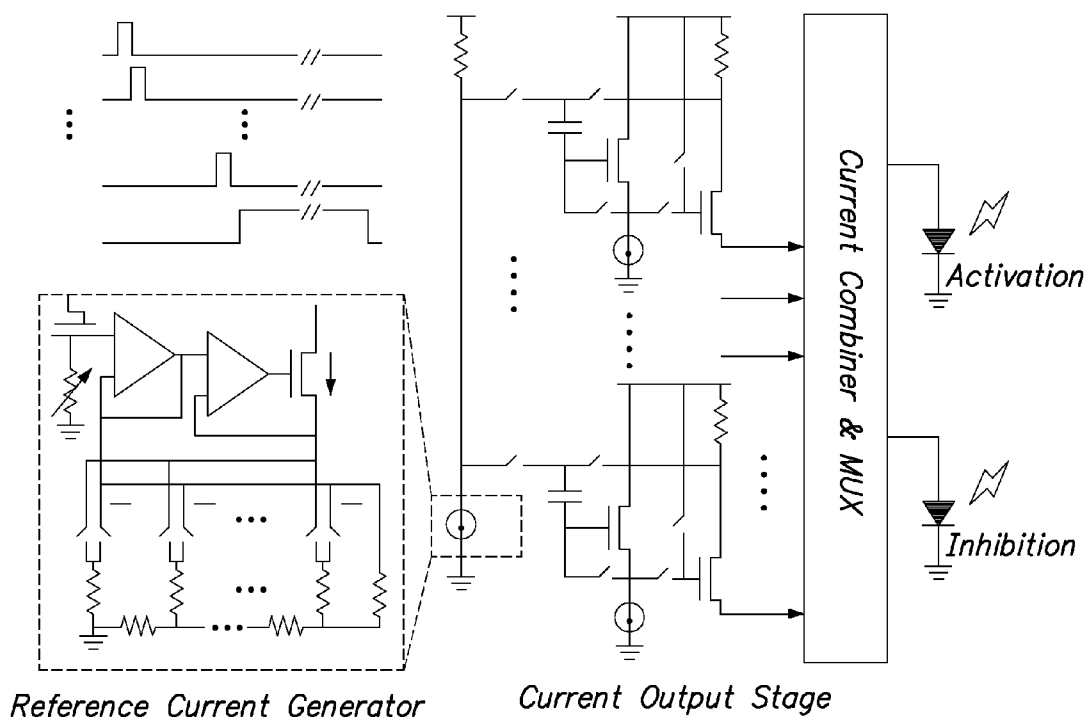 Current Combiner & MUX
Activation
Inhibition
Reference Current Generator
Current Output Stage